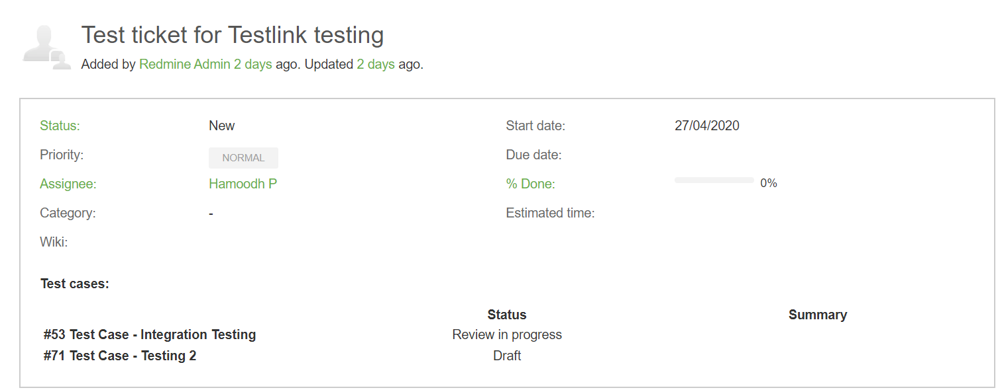 Test ticket for Testlink testing
Added by Redmine Admin 2 days ago. Updated 2 days ago.
Status: New Start date: 27/04/2020
Priority: NORMAL Due date:
Assignee: Hamoodh P % Done: 0%
Category: - Estimated time:
Wiki:
Test cases:
Status Summary
#53 Test Case - Integration Testing Review in progress
#71 Test Case - Testing 2 Draft